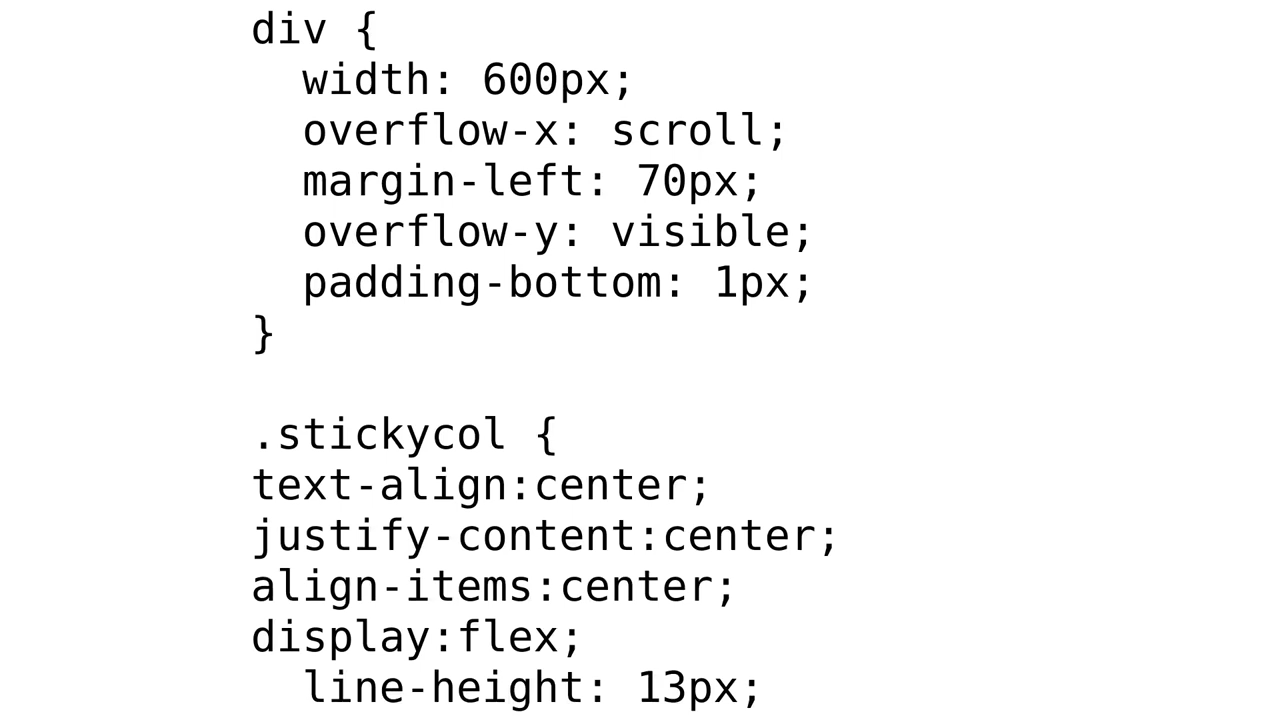 div {
  width: 600px;
  overflow-x: scroll;
  margin-left: 70px;
  overflow-y: visible;
  padding-bottom: 1px;
}

.stickycol {
text-align:center;
justify-content:center;
align-items:center;
display:flex;
  line-height: 13px;